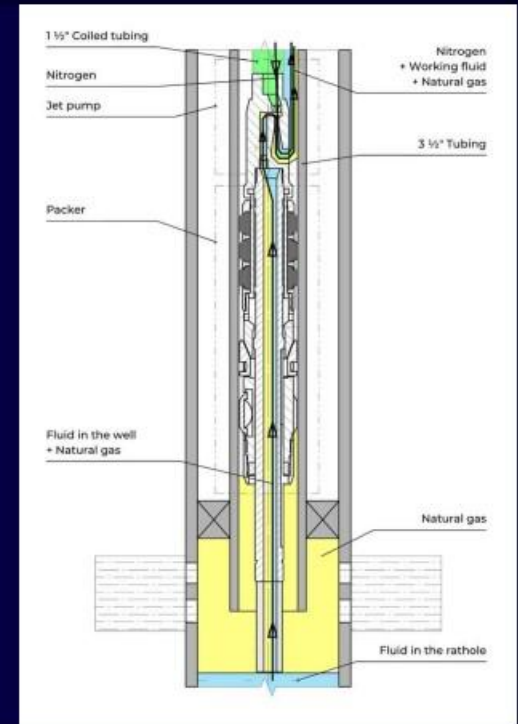 1 ½" Coiled tubing
Nitrogen
Jet pump
Packer
Fluid in the well
+ Natural gas
Nitrogen
+ Working fluid
+ Natural gas
3 ½" Tubing
Natural gas
Fluid in the rathole